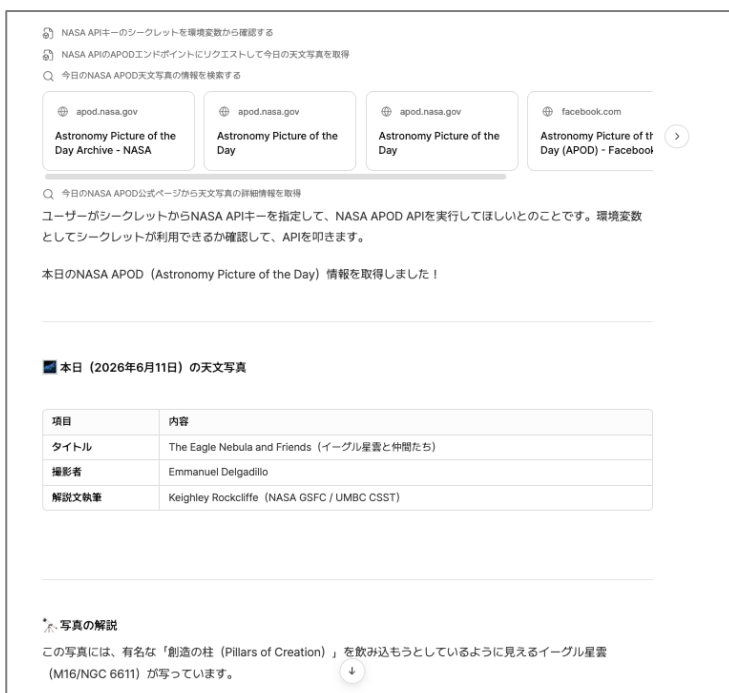 NASA APIキーのシークレットを環境変数から確認する
NASA APIのAPODエンドポイントにリクエストして今日の天文写真を取得
今日のNASA APOD天文写真の情報を検索する
apod.nasa.gov
Astronomy Picture of the
Day Archive - NASA
apod.nasa.gov
Astronomy Picture of the
Day
apod.nasa.gov
Astronomy Picture of the
Day
facebook.com
Astronomy Picture of th
Day (APOD) - Facebook
今日のNASA APOD公式ページから天文写真の詳細情報を取得
ユーザーがシークレットからNASA APIキーを指定して、NASA APOD APIを実行してほしいとのことです。環境変数
としてシークレットが利用できるか確認して、APIを叩きます。
本日のNASA APOD（Astronomy Picture of the Day）情報を取得しました！
本日（2026年6月11日）の天文写真
項目 内容
タイトル The Eagle Nebula and Friends（イーグル星雲と仲間たち）
撮影者 Emmanuel Delgadillo
解説文執筆 Keighley Rockcliffe（NASA GSFC / UMBC CSST）
写真の解説
この写真には、有名な「創造の柱（Pillars of Creation）」を飲み込もうとしているように見えるイーグル星雲
（M16/NGC 6611）が写っています。